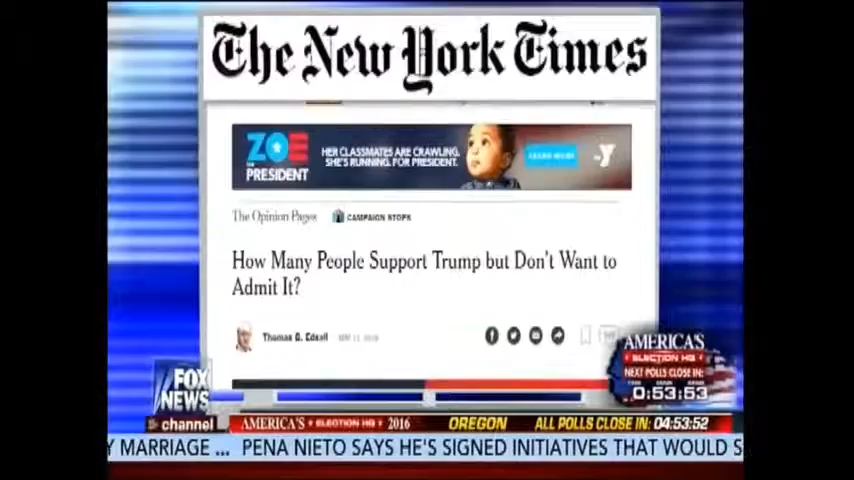 The New York Times
ZOE
PRESIDENT
HER CLASSMATES ARE CRAWLING.
SHE'S RUNNING. FOR PRESIDENT.
Y
The Opinion Pages
CAMPAIGN STOPS
How Many People Support Trump but Don't Want to
Admit It?
Thomas B. Edsall
AMERICA'S
ELECTION HQ
NEXT POLLS CLOSE IN:
0:53:53
FOX
NEWS
channel
AMERICA'S ELECTION HQ 2016 OREGON ALL POLLS CLOSE IN: 04:53:52
Y MARRIAGE ... PENA NIETO SAYS HE'S SIGNED INITIATIVES THAT WOULD S